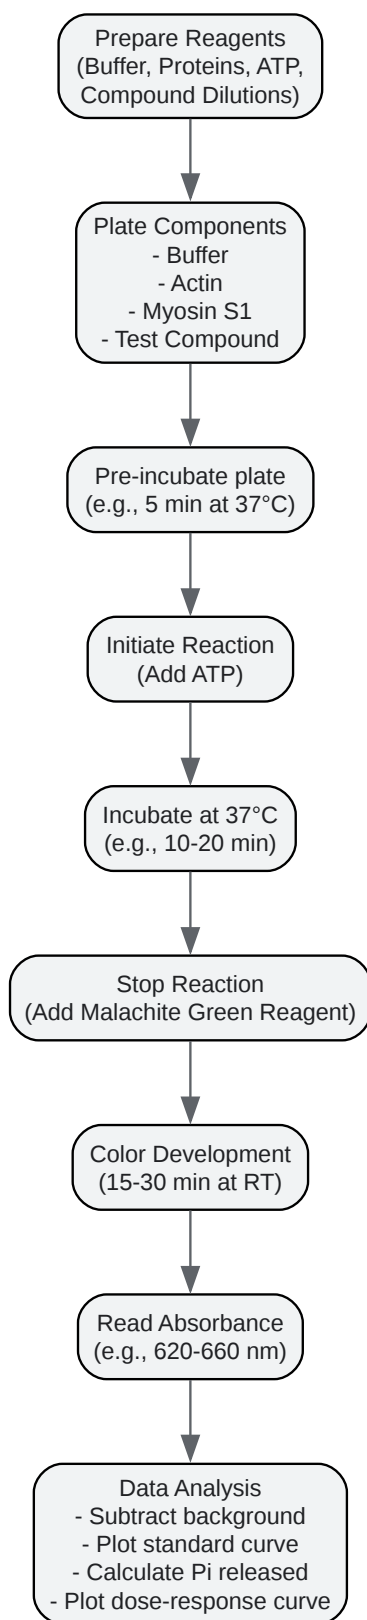 Prepare Reagents
(Buffer, Proteins, ATP,
Compound Dilutions)
Plate Components
- Buffer
- Actin
- Myosin S1
- Test Compound
Pre-incubate plate
(e.g., 5 min at 37°C)
Initiate Reaction
(Add ATP)
Incubate at 37°C
(e.g., 10-20 min)
Stop Reaction
(Add Malachite Green Reagent)
Color Development
(15-30 min at RT)
Read Absorbance
(e.g., 620-660 nm)
Data Analysis
- Subtract background
- Plot standard curve
- Calculate Pi released
- Plot dose-response curve